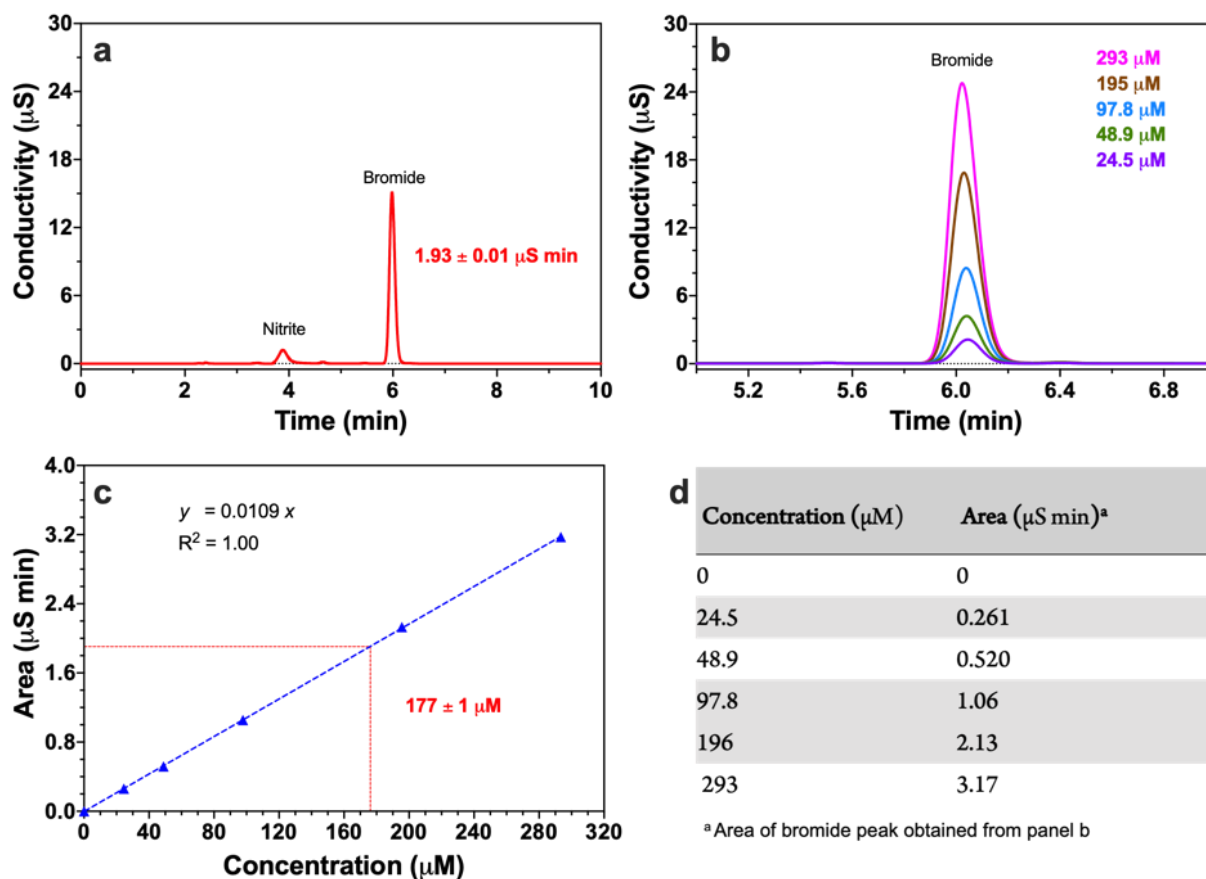 a
30
24
18
12
6
0
Conductivity (μS)
Nitrite
Bromide
1.93 ± 0.01 μS min
0 2 4 6 8 10
Time (min)
b
30
24
18
12
6
0
Conductivity (μS)
Bromide
293 μM
195 μM
97.8 μM
48.9 μM
24.5 μM
5.2 5.6 6.0 6.4 6.8
Time (min)
c
4.0
3.2
2.4
1.6
0.8
0.0
Area (μS min)
y = 0.0109 x
R² = 1.00
177 ± 1 μM
0 40 80 120 160 200 240 280 320
Concentration (μM)
d
Concentration (μM) Area (μS min)ᵃ
0 0
24.5 0.261
48.9 0.520
97.8 1.06
196 2.13
293 3.17
ᵃ Area of bromide peak obtained from panel b